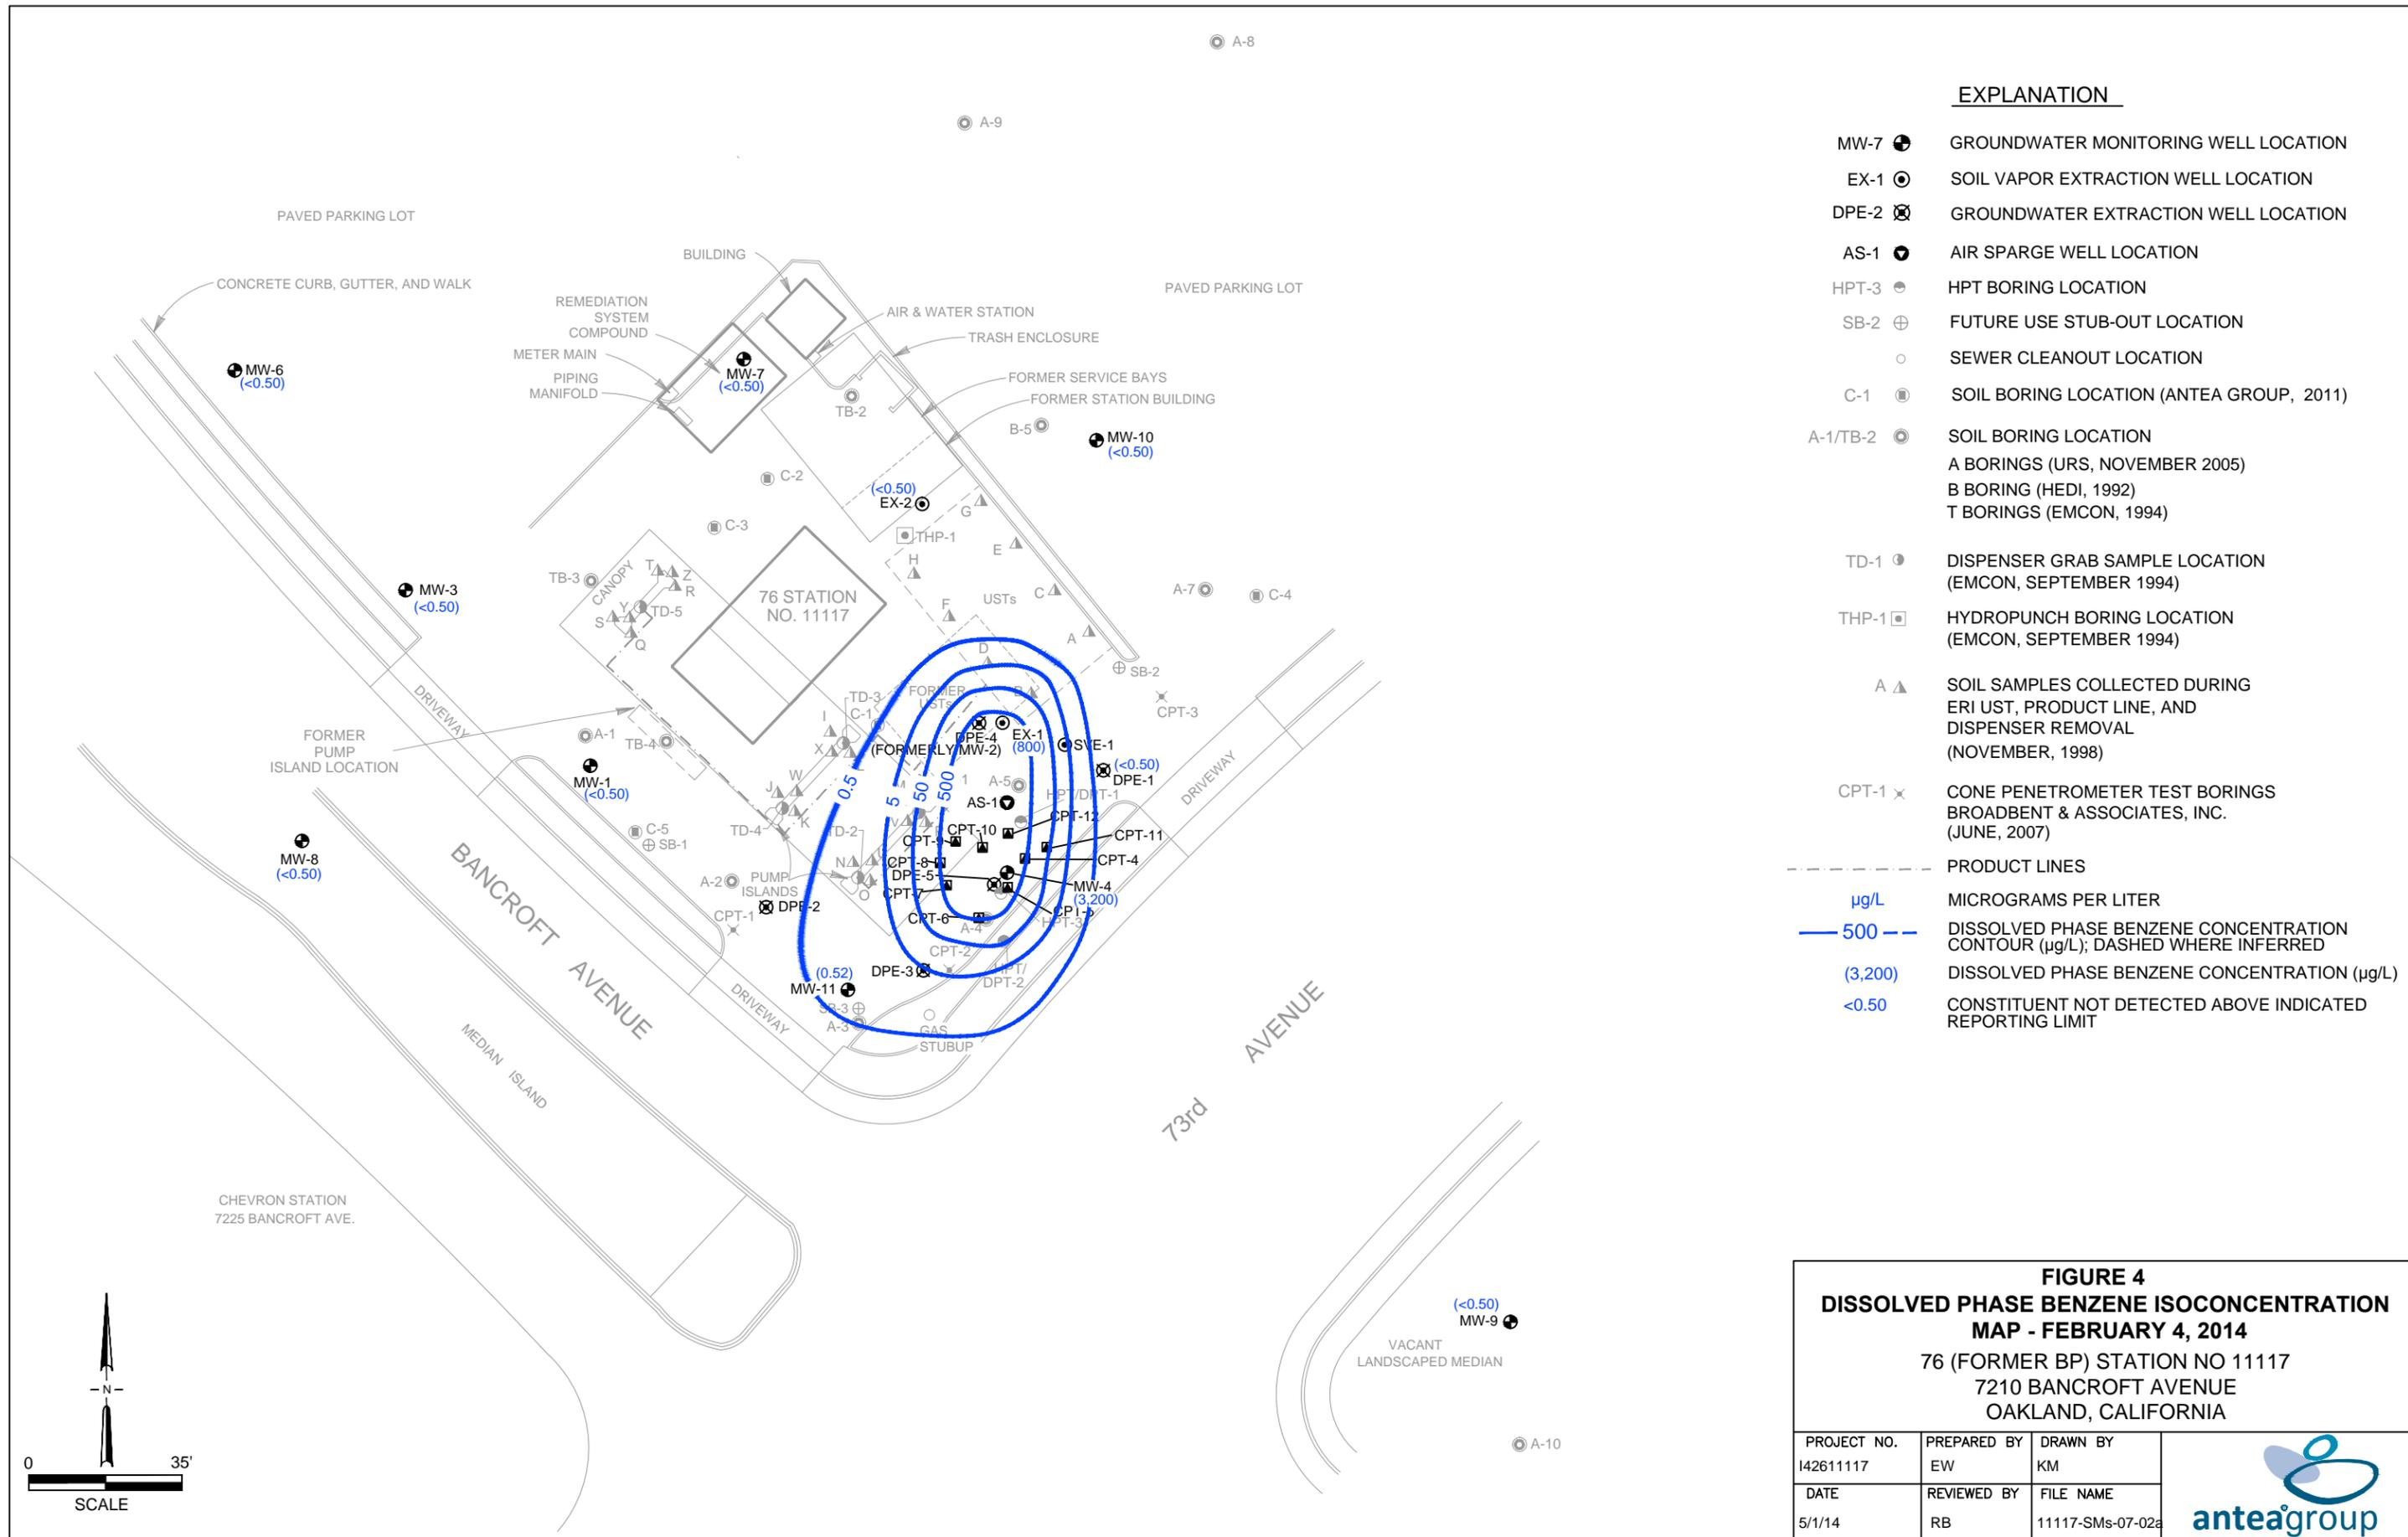 A-8
A-9
PAVED PARKING LOT
BUILDING
CONCRETE CURB, GUTTER, AND WALK
REMEDIATION
SYSTEM
COMPOUND
METER MAIN
PIPING
MANIFOLD
AIR & WATER STATION
TRASH ENCLOSURE
FORMER SERVICE BAYS
FORMER STATION BUILDING
PAVED PARKING LOT
MW-6
(<0.50)
MW-7
(<0.50)
TB-2
B-5
MW-10
(<0.50)
C-2
(<0.50)
EX-2
G
C-3
THP-1
E
H
MW-3
(<0.50)
TB-3
CANOPY
T
Z
R
Y
TD-5
S
Q
76 STATION
NO. 11117
USTs
C
F
A-7
C-4
A
D
SB-2
B
CPT-3
DRIVEWAY
TD-3
C-1
FORMER
USTs
I
X
FORMER
PUMP
ISLAND LOCATION
A-1
TB-4
DPE-4
(FORMERLY MW-2)
EX-1
(800)
SVE-1
(<0.50)
DPE-1
DRIVEWAY
MW-1
(<0.50)
W
J
K
TD-4
0.5
5
50
500
A-5
HPT/DPT-1
AS-1
CPT-12
CPT-10
CPT-11
V
CPT-9
CPT-4
C-5
SB-1
TD-2
N
CPT-8
DPE-5
MW-4
(3,200)
MW-8
(<0.50)
A-2
PUMP
ISLANDS
O
CPT-7
DPE-2
CPT-6
A-4
HPT-3
CPT-1
CPT-2
BANCROFT
AVENUE
DPE-3
HPT/
DPT-2
(0.52)
MW-11
SB-3
A-3
GAS
STUBUP
DRIVEWAY
MEDIAN ISLAND
73rd
AVENUE
CHEVRON STATION
7225 BANCROFT AVE.
(<0.50)
MW-9
VACANT
LANDSCAPED MEDIAN
A-10
N
0 35'
SCALE
EXPLANATION
MW-7 GROUNDWATER MONITORING WELL LOCATION
EX-1 SOIL VAPOR EXTRACTION WELL LOCATION
DPE-2 GROUNDWATER EXTRACTION WELL LOCATION
AS-1 AIR SPARGE WELL LOCATION
HPT-3 HPT BORING LOCATION
SB-2 FUTURE USE STUB-OUT LOCATION
SEWER CLEANOUT LOCATION
C-1 SOIL BORING LOCATION (ANTEA GROUP, 2011)
A-1/TB-2 SOIL BORING LOCATION
A BORINGS (URS, NOVEMBER 2005)
B BORING (HEDI, 1992)
T BORINGS (EMCON, 1994)
TD-1 DISPENSER GRAB SAMPLE LOCATION
(EMCON, SEPTEMBER 1994)
THP-1 HYDROPUNCH BORING LOCATION
(EMCON, SEPTEMBER 1994)
A SOIL SAMPLES COLLECTED DURING
ERI UST, PRODUCT LINE, AND
DISPENSER REMOVAL
(NOVEMBER, 1998)
CPT-1 CONE PENETROMETER TEST BORINGS
BROADBENT & ASSOCIATES, INC.
(JUNE, 2007)
PRODUCT LINES
µg/L MICROGRAMS PER LITER
500 DISSOLVED PHASE BENZENE CONCENTRATION
CONTOUR (µg/L); DASHED WHERE INFERRED
(3,200) DISSOLVED PHASE BENZENE CONCENTRATION (µg/L)
<0.50 CONSTITUENT NOT DETECTED ABOVE INDICATED
REPORTING LIMIT
FIGURE 4
DISSOLVED PHASE BENZENE ISOCONCENTRATION
MAP - FEBRUARY 4, 2014
76 (FORMER BP) STATION NO 11117
7210 BANCROFT AVENUE
OAKLAND, CALIFORNIA
PROJECT NO. PREPARED BY DRAWN BY
I42611117 EW KM
DATE REVIEWED BY FILE NAME
5/1/14 RB 11117-SMs-07-02a
anteagroup